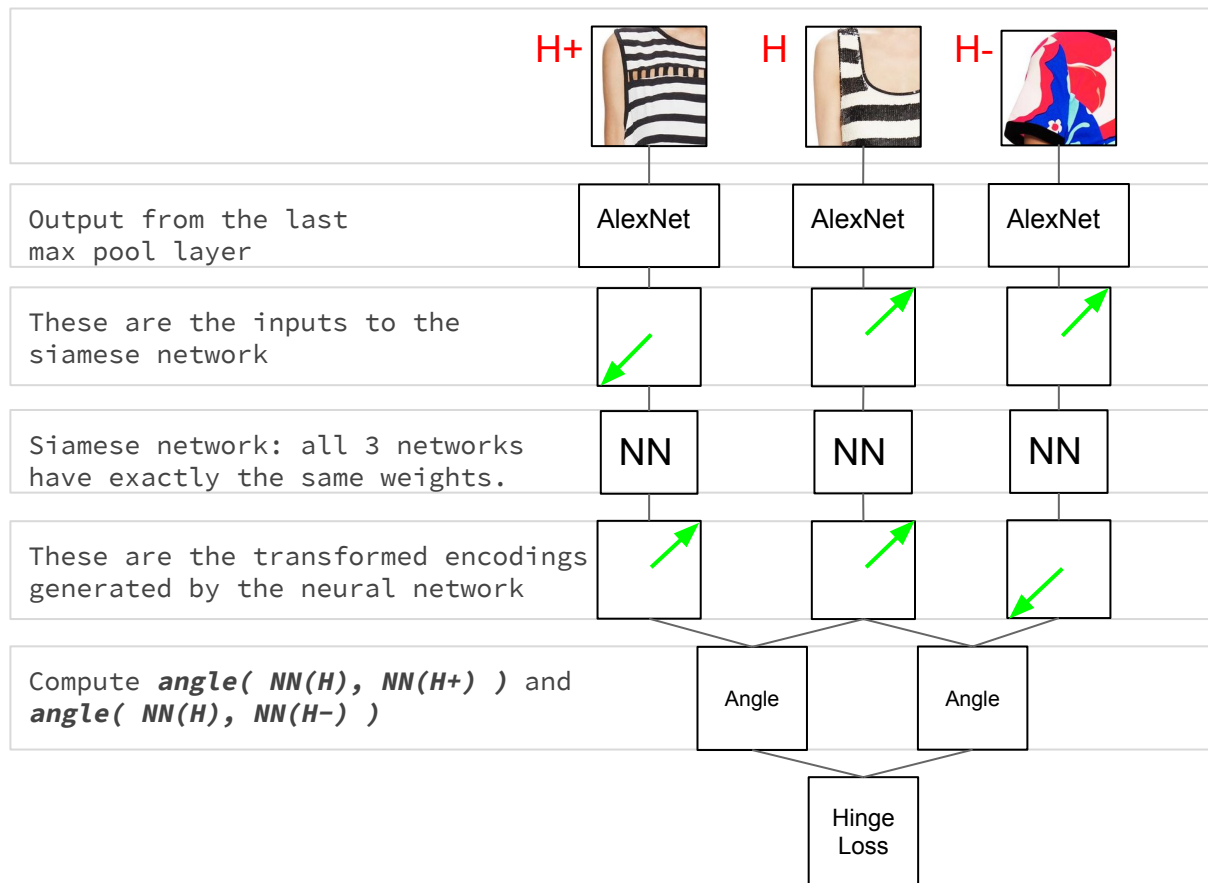 H+ H H-
Output from the last
max pool layer
AlexNet AlexNet AlexNet
These are the inputs to the
siamese network
Siamese network: all 3 networks
have exactly the same weights.
NN NN NN
These are the transformed encodings
generated by the neural network
Compute angle( NN(H), NN(H+) ) and
angle( NN(H), NN(H−) )
Angle Angle
Hinge
Loss